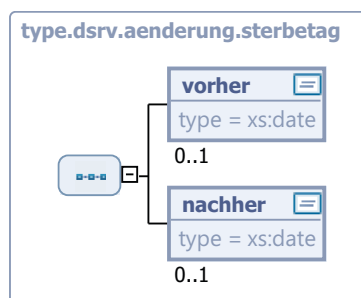 type.dsrv.aenderung.sterbetag
vorher
type = xs:date
0..1
nachher
type = xs:date
0..1